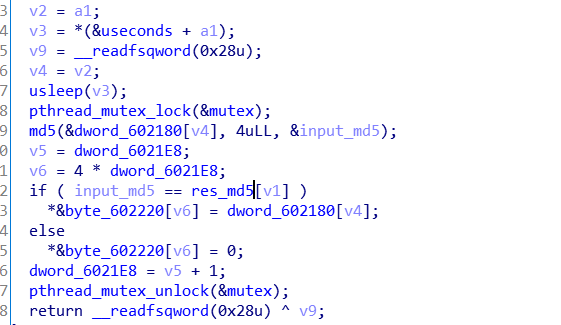 3 v2 = a1;
4 v3 = *(&useconds + a1);
5 v9 = __readfsqword(0x28u);
6 v4 = v2;
7 usleep(v3);
8 pthread_mutex_lock(&mutex);
9 md5(&dword_602180[v4], 4uLL, &input_md5);
0 v5 = dword_6021E8;
1 v6 = 4 * dword_6021E8;
2 if ( input_md5 == res_md5[v1] )
3 *&byte_602220[v6] = dword_602180[v4];
4 else
5 *&byte_602220[v6] = 0;
6 dword_6021E8 = v5 + 1;
7 pthread_mutex_unlock(&mutex);
8 return __readfsqword(0x28u) ^ v9;